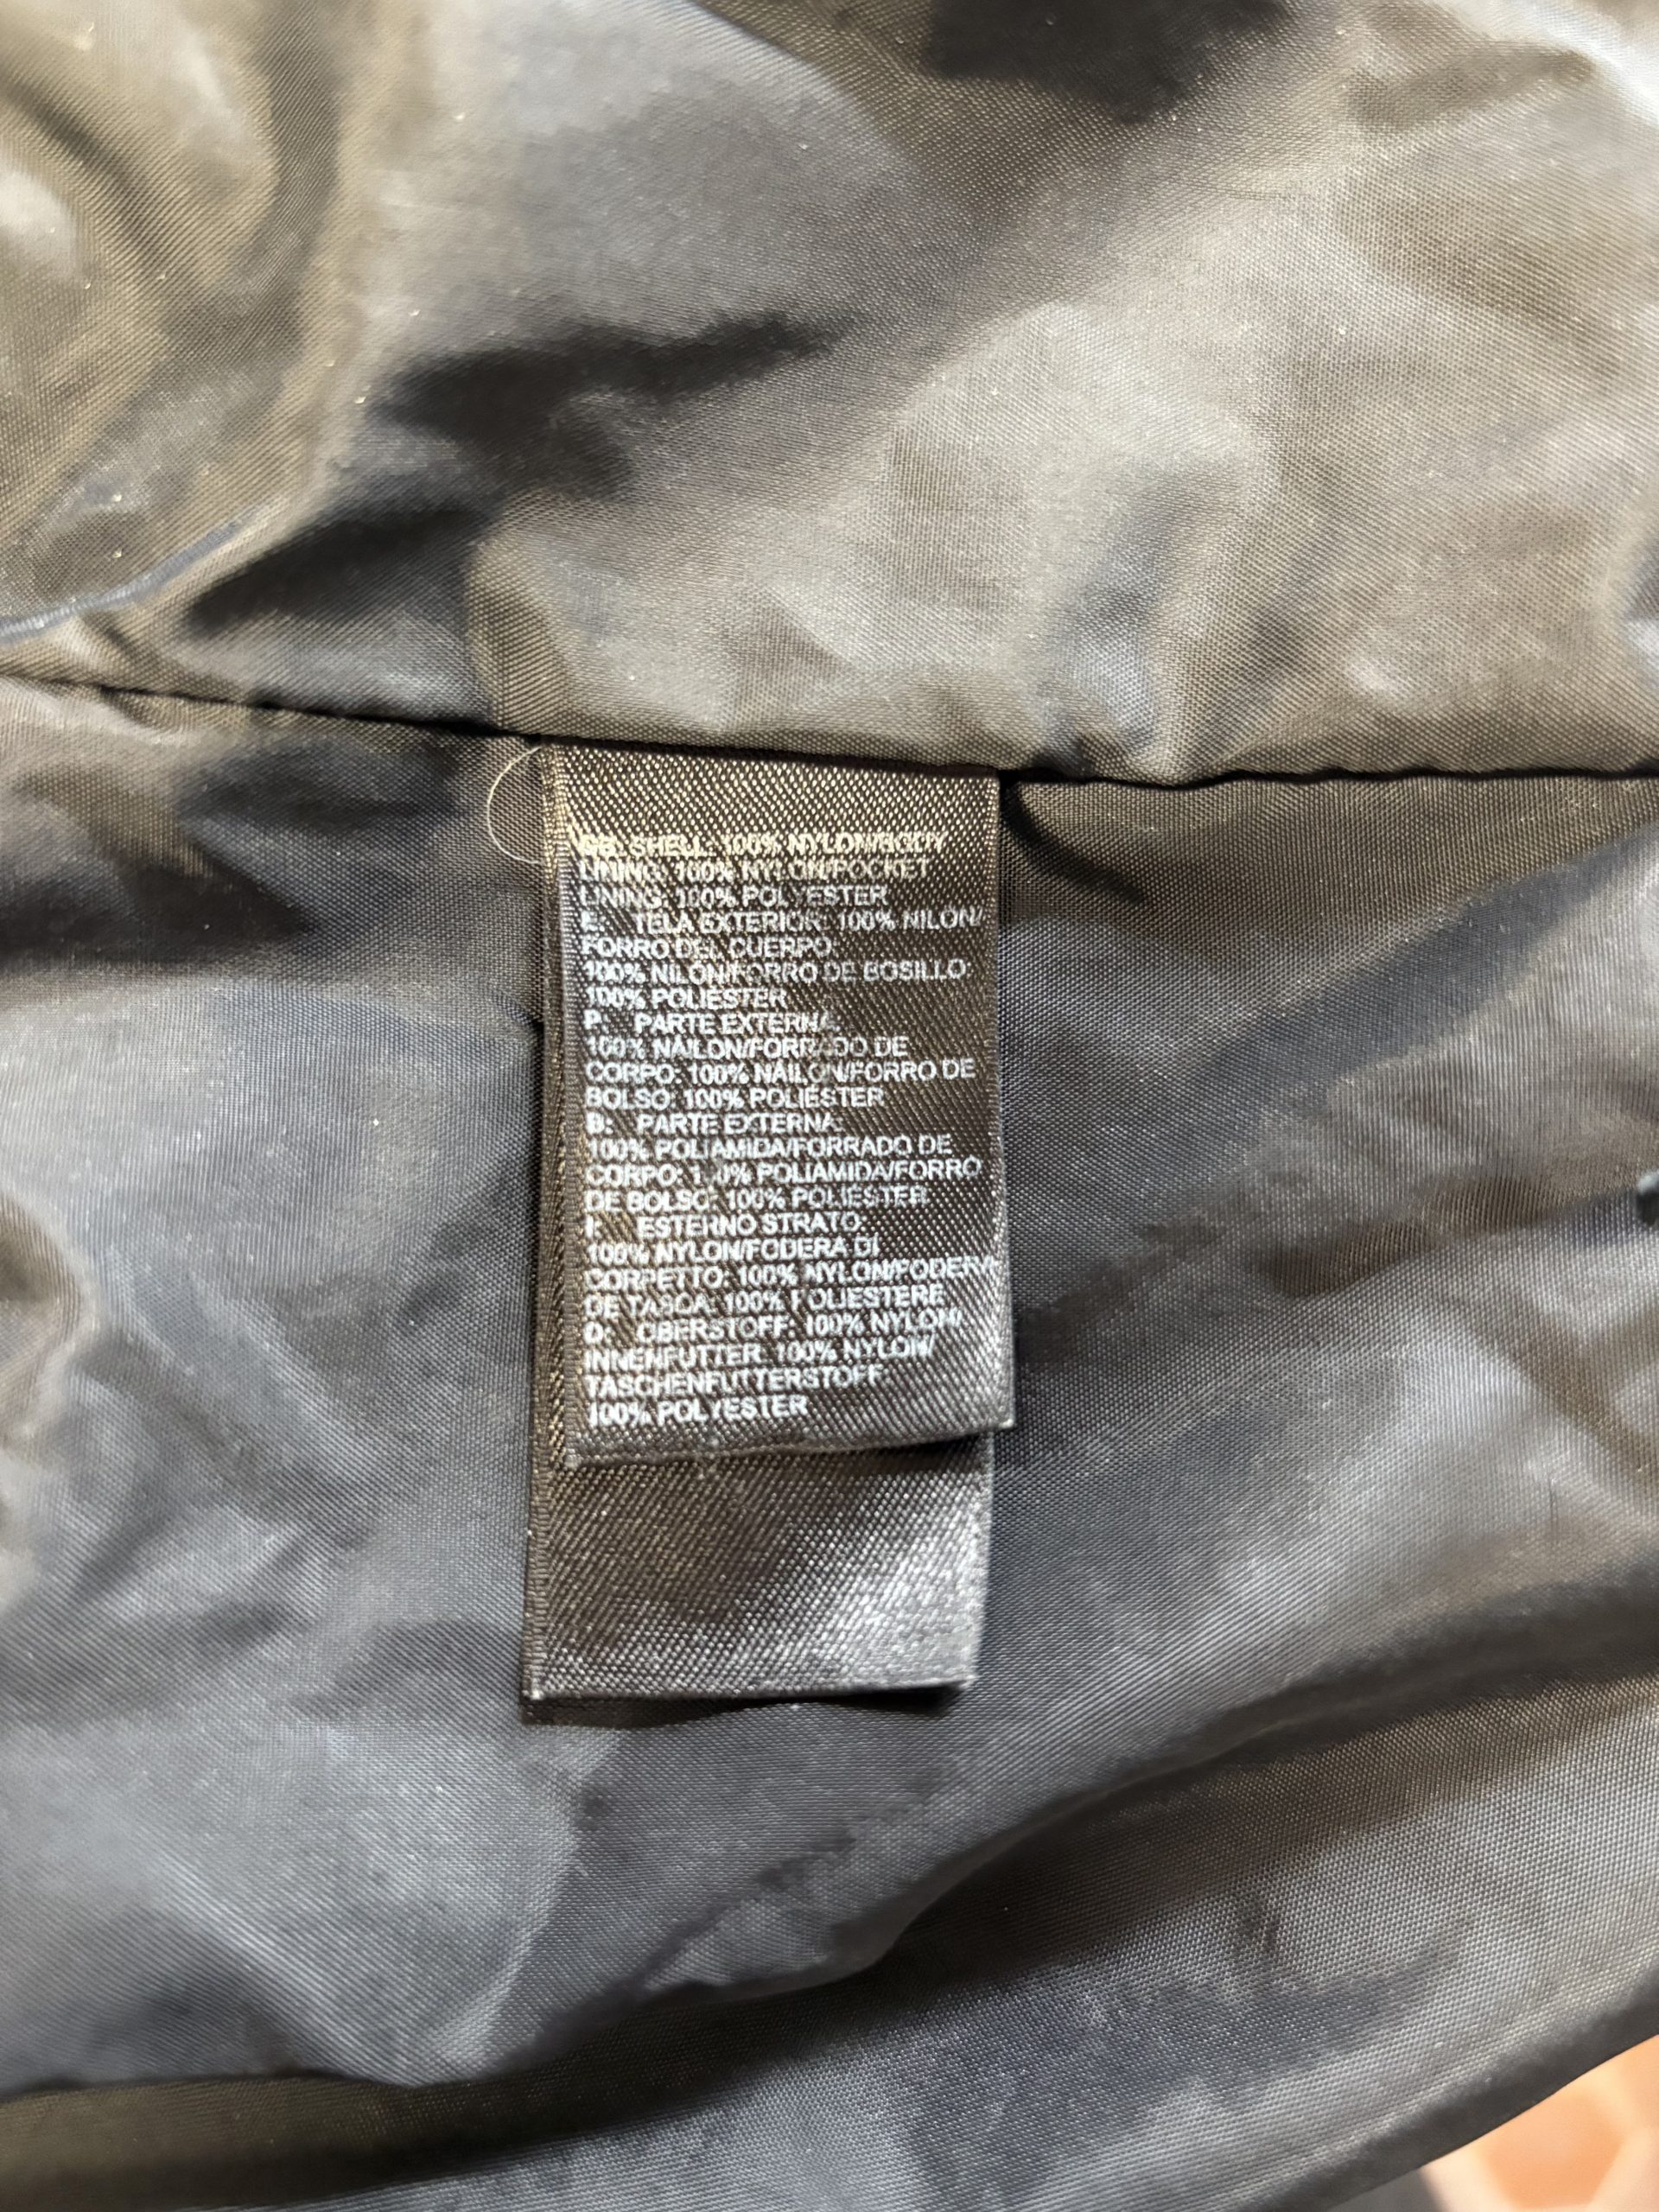 GB: SHELL: 100% NYLON/BODY
LINING: 100% NYLON/POCKET
LINING: 100% POLYESTER
E: TELA EXTERIOR: 100% NILÓN/
FORRO DEL CUERPO:
100% NILÓN/FORRO DE BOSILLO:
100% POLIÉSTER
P: PARTE EXTERNA:
100% NÁILON/FORRADO DE
CORPO: 100% NÁILON/FORRO DE
BOLSO: 100% POLIÉSTER
B: PARTE EXTERNA:
100% POLIAMIDA/FORRADO DE
CORPO: 100% POLIAMIDA/FORRO
DE BOLSO: 100% POLIÉSTER
I: ESTERNO STRATO:
100% NYLON/FODERA DI
CORPETTO: 100% NYLON/FODERA
DE TASCA: 100% POLIESTERE
D: OBERSTOFF: 100% NYLON/
INNENFUTTER: 100% NYLON/
TASCHENFUTTERSTOFF:
100% POLYESTER